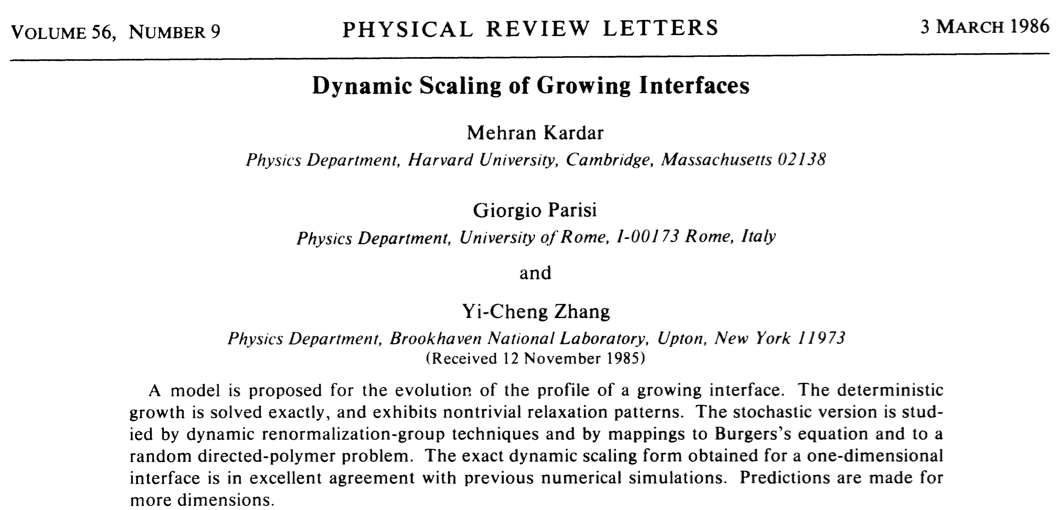 VOLUME 56, NUMBER 9 PHYSICAL REVIEW LETTERS 3 MARCH 1986
Dynamic Scaling of Growing Interfaces
Mehran Kardar
Physics Department, Harvard University, Cambridge, Massachusetts 02138
Giorgio Parisi
Physics Department, University of Rome, I-00173 Rome, Italy
and
Yi-Cheng Zhang
Physics Department, Brookhaven National Laboratory, Upton, New York 11973
(Received 12 November 1985)
A model is proposed for the evolution of the profile of a growing interface. The deterministic
growth is solved exactly, and exhibits nontrivial relaxation patterns. The stochastic version is stud-
ied by dynamic renormalization-group techniques and by mappings to Burgers's equation and to a
random directed-polymer problem. The exact dynamic scaling form obtained for a one-dimensional
interface is in excellent agreement with previous numerical simulations. Predictions are made for
more dimensions.